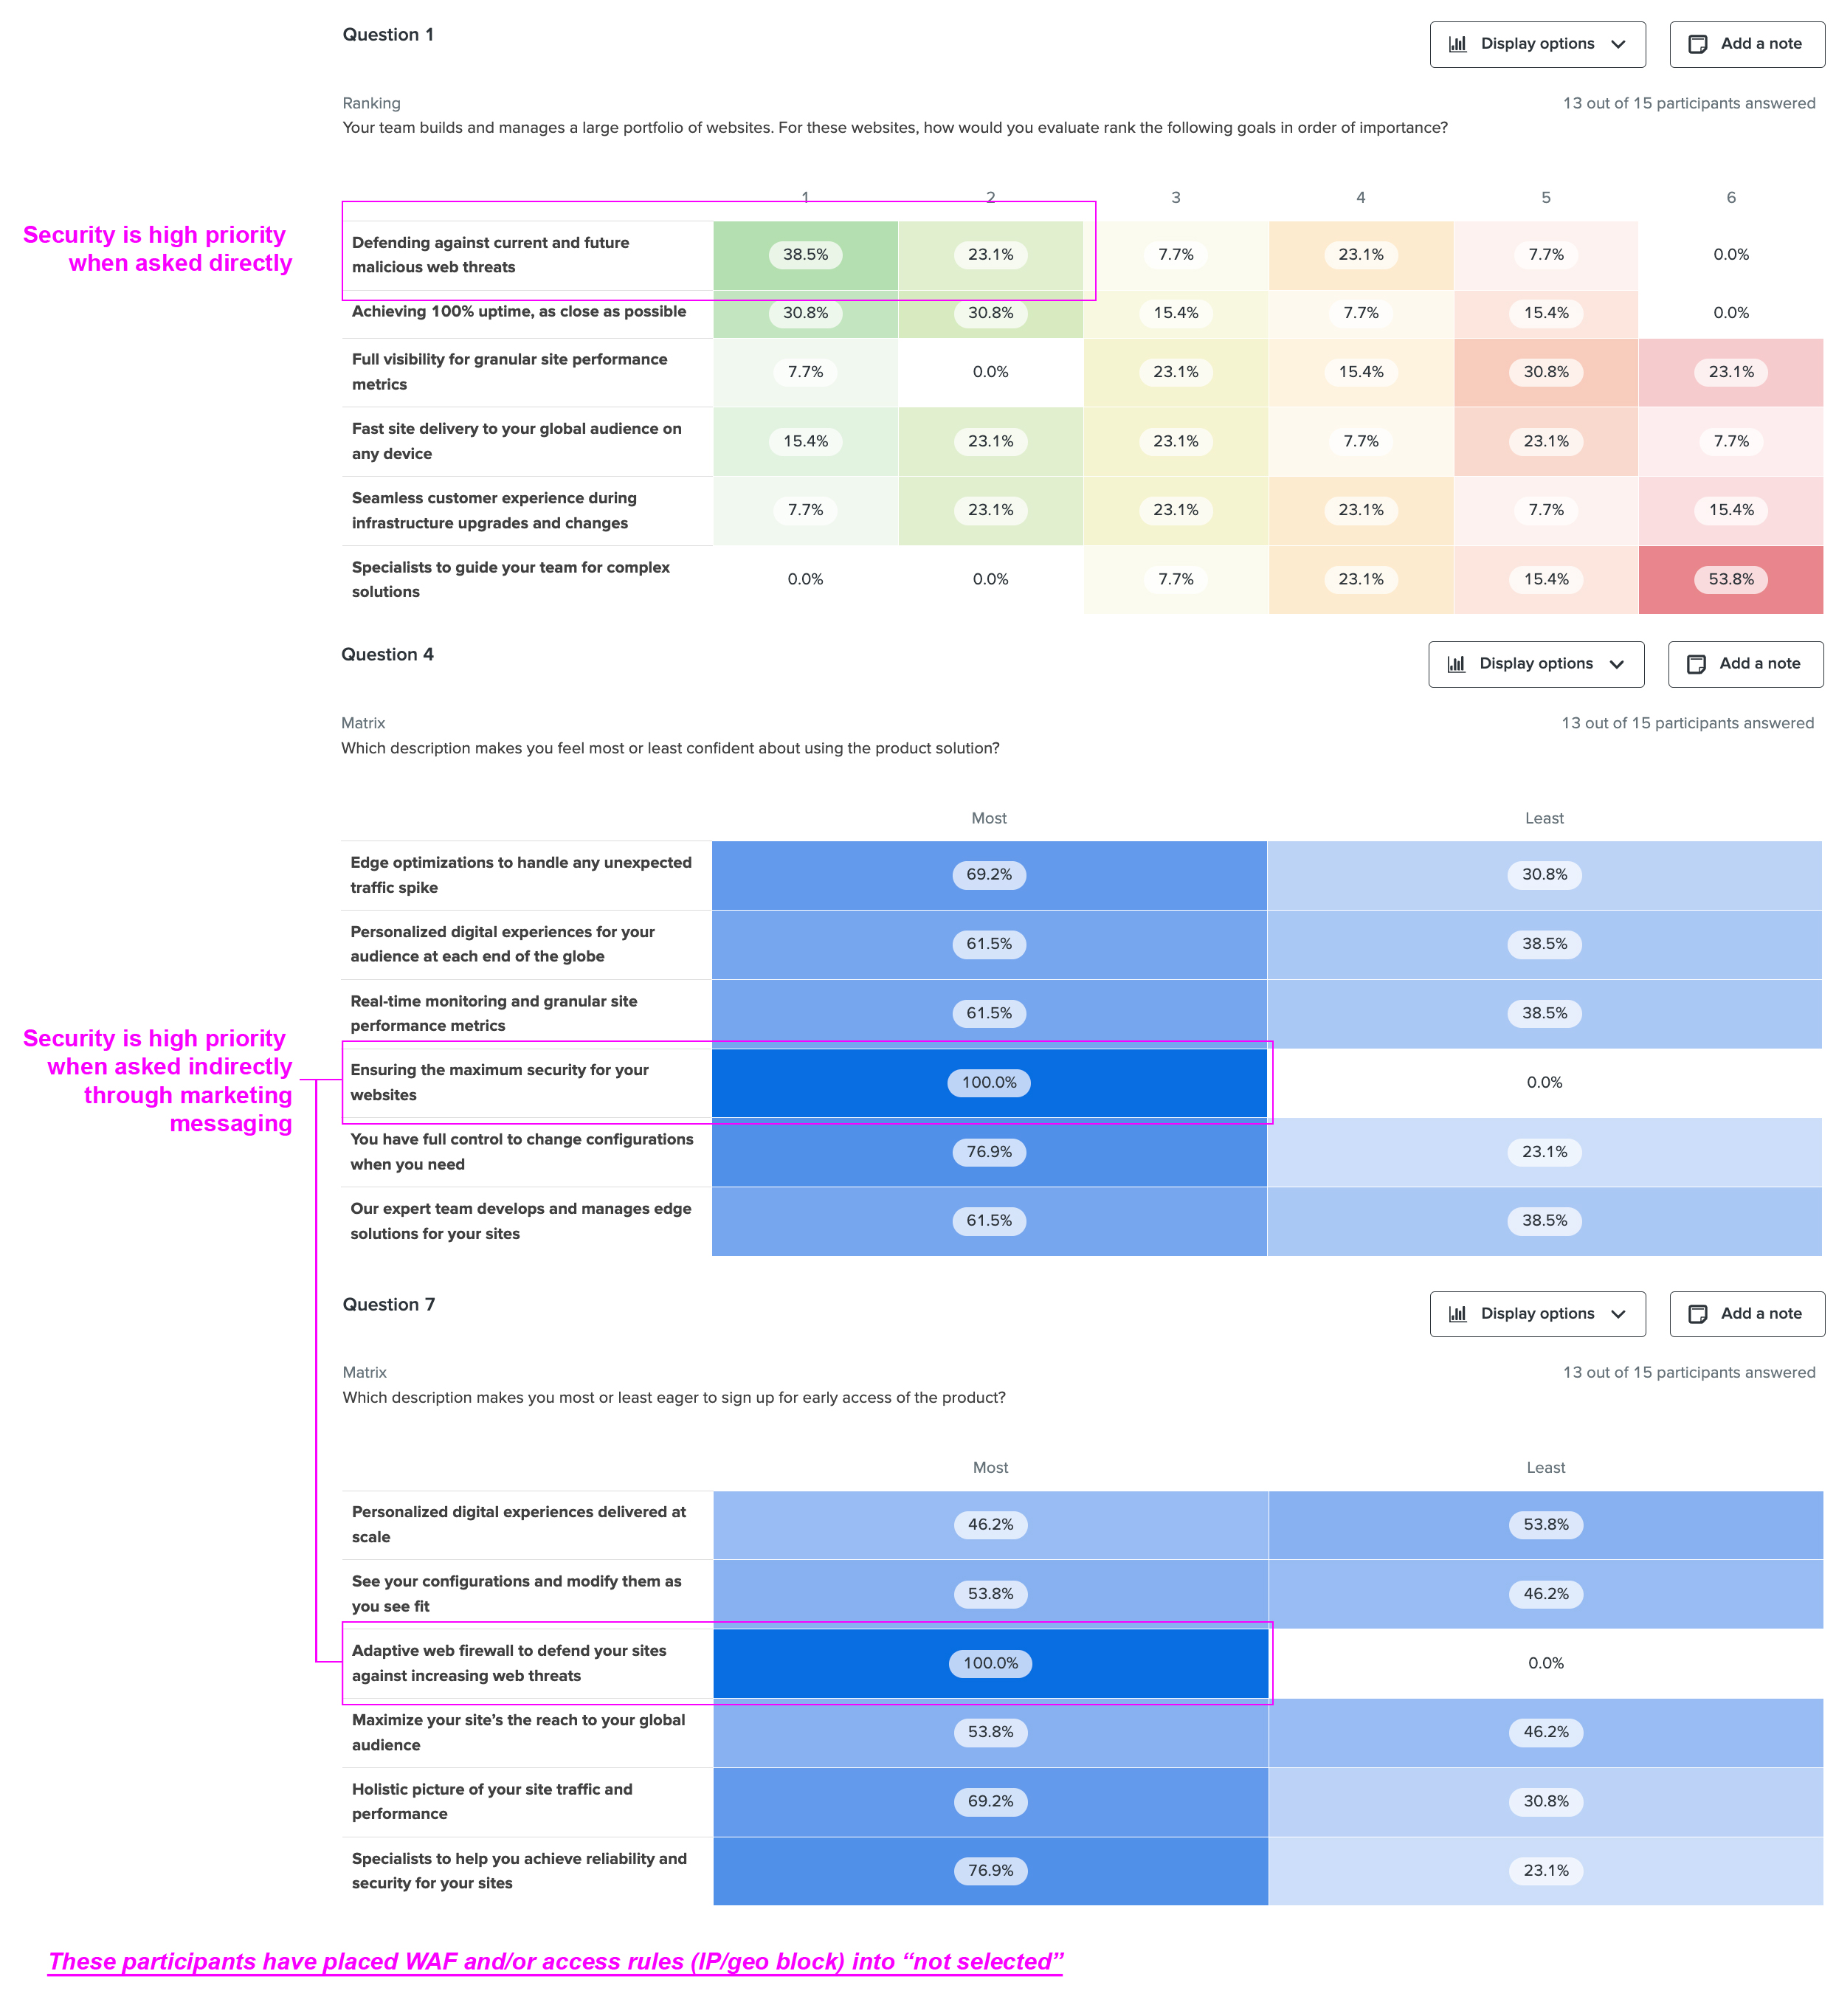 Question 1
Display options
Add a note
Ranking
13 out of 15 participants answered
Your team builds and manages a large portfolio of websites. For these websites, how would you evaluate rank the following goals in order of importance?
1 2 3 4 5 6
Security is high priority
when asked directly
Defending against current and future
malicious web threats
38.5% 23.1% 7.7% 23.1% 7.7% 0.0%
Achieving 100% uptime, as close as possible
30.8% 30.8% 15.4% 7.7% 15.4% 0.0%
Full visibility for granular site performance
metrics
7.7% 0.0% 23.1% 15.4% 30.8% 23.1%
Fast site delivery to your global audience on
any device
15.4% 23.1% 23.1% 7.7% 23.1% 7.7%
Seamless customer experience during
infrastructure upgrades and changes
7.7% 23.1% 23.1% 23.1% 7.7% 15.4%
Specialists to guide your team for complex
solutions
0.0% 0.0% 7.7% 23.1% 15.4% 53.8%
Question 4
Display options
Add a note
Matrix
13 out of 15 participants answered
Which description makes you feel most or least confident about using the product solution?
Most Least
Edge optimizations to handle any unexpected
traffic spike
69.2% 30.8%
Personalized digital experiences for your
audience at each end of the globe
61.5% 38.5%
Real-time monitoring and granular site
performance metrics
61.5% 38.5%
Security is high priority
when asked indirectly
through marketing
messaging
Ensuring the maximum security for your
websites
100.0% 0.0%
You have full control to change configurations
when you need
76.9% 23.1%
Our expert team develops and manages edge
solutions for your sites
61.5% 38.5%
Question 7
Display options
Add a note
Matrix
13 out of 15 participants answered
Which description makes you most or least eager to sign up for early access of the product?
Most Least
Personalized digital experiences delivered at
scale
46.2% 53.8%
See your configurations and modify them as
you see fit
53.8% 46.2%
Adaptive web firewall to defend your sites
against increasing web threats
100.0% 0.0%
Maximize your site’s the reach to your global
audience
53.8% 46.2%
Holistic picture of your site traffic and
performance
69.2% 30.8%
Specialists to help you achieve reliability and
security for your sites
76.9% 23.1%
These participants have placed WAF and/or access rules (IP/geo block) into “not selected”